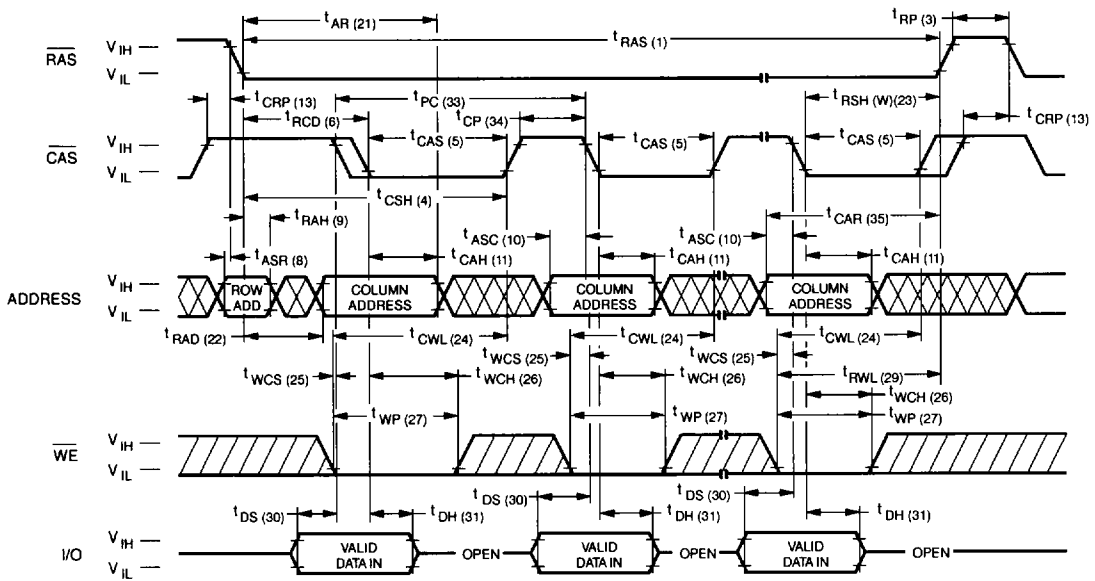 t AR (21)
t RP (3)
RAS
V IH
V IL
t RAS (1)
t CRP (13)
t PC (33)
t RSH (W)(23)
t RCD (6)
t CP (34)
t CRP (13)
CAS
V IH
V IL
t CAS (5)
t CAS (5)
t CAS (5)
t CSH (4)
t RAH (9)
t CAR (35)
t ASR (8)
t ASC (10)
t ASC (10)
t CAH (11)
t CAH (11)
t CAH (11)
ADDRESS
V IH
V IL
ROW ADD
COLUMN ADDRESS
COLUMN ADDRESS
COLUMN ADDRESS
t RAD (22)
t CWL (24)
t CWL (24)
t CWL (24)
t WCS (25)
t WCS (25)
t WCS (25)
t WCH (26)
t WCH (26)
t RWL (29)
t WCH (26)
t WP (27)
t WP (27)
t WP (27)
WE
V IH
V IL
t DS (30)
t DS (30)
t DS (30)
t DH (31)
t DH (31)
t DH (31)
I/O
V IH
V IL
VALID DATA IN
OPEN
VALID DATA IN
OPEN
VALID DATA IN
OPEN